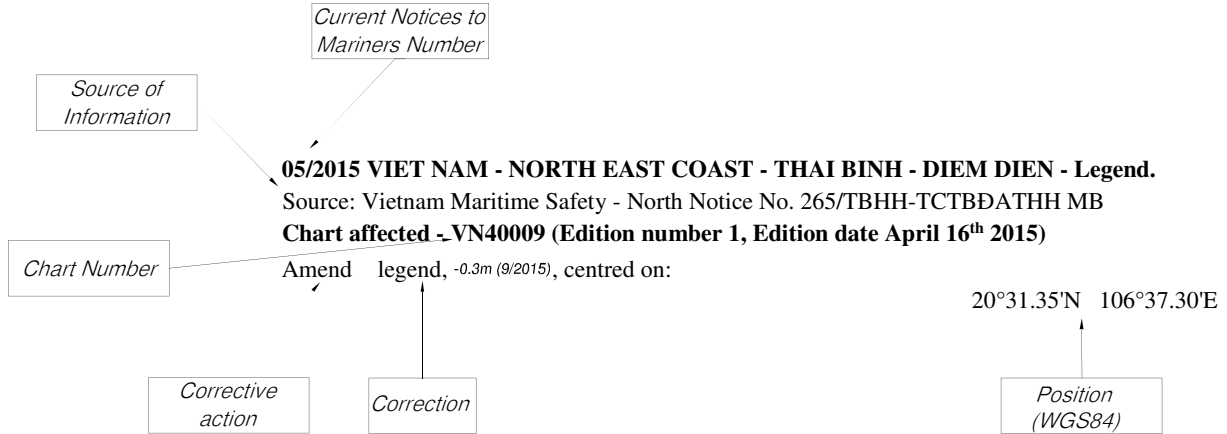 Current Notices to
Mariners Number
Source of
Information
05/2015 VIET NAM - NORTH EAST COAST - THAI BINH - DIEM DIEN - Legend.
Source: Vietnam Maritime Safety - North Notice No. 265/TBHH-TCTBĐATHH MB
Chart affected - VN40009 (Edition number 1, Edition date April 16th 2015)
Chart Number
Amend legend, -0.3m (9/2015), centred on:
20°31.35'N 106°37.30'E
Corrective
action
Correction
Position
(WGS84)